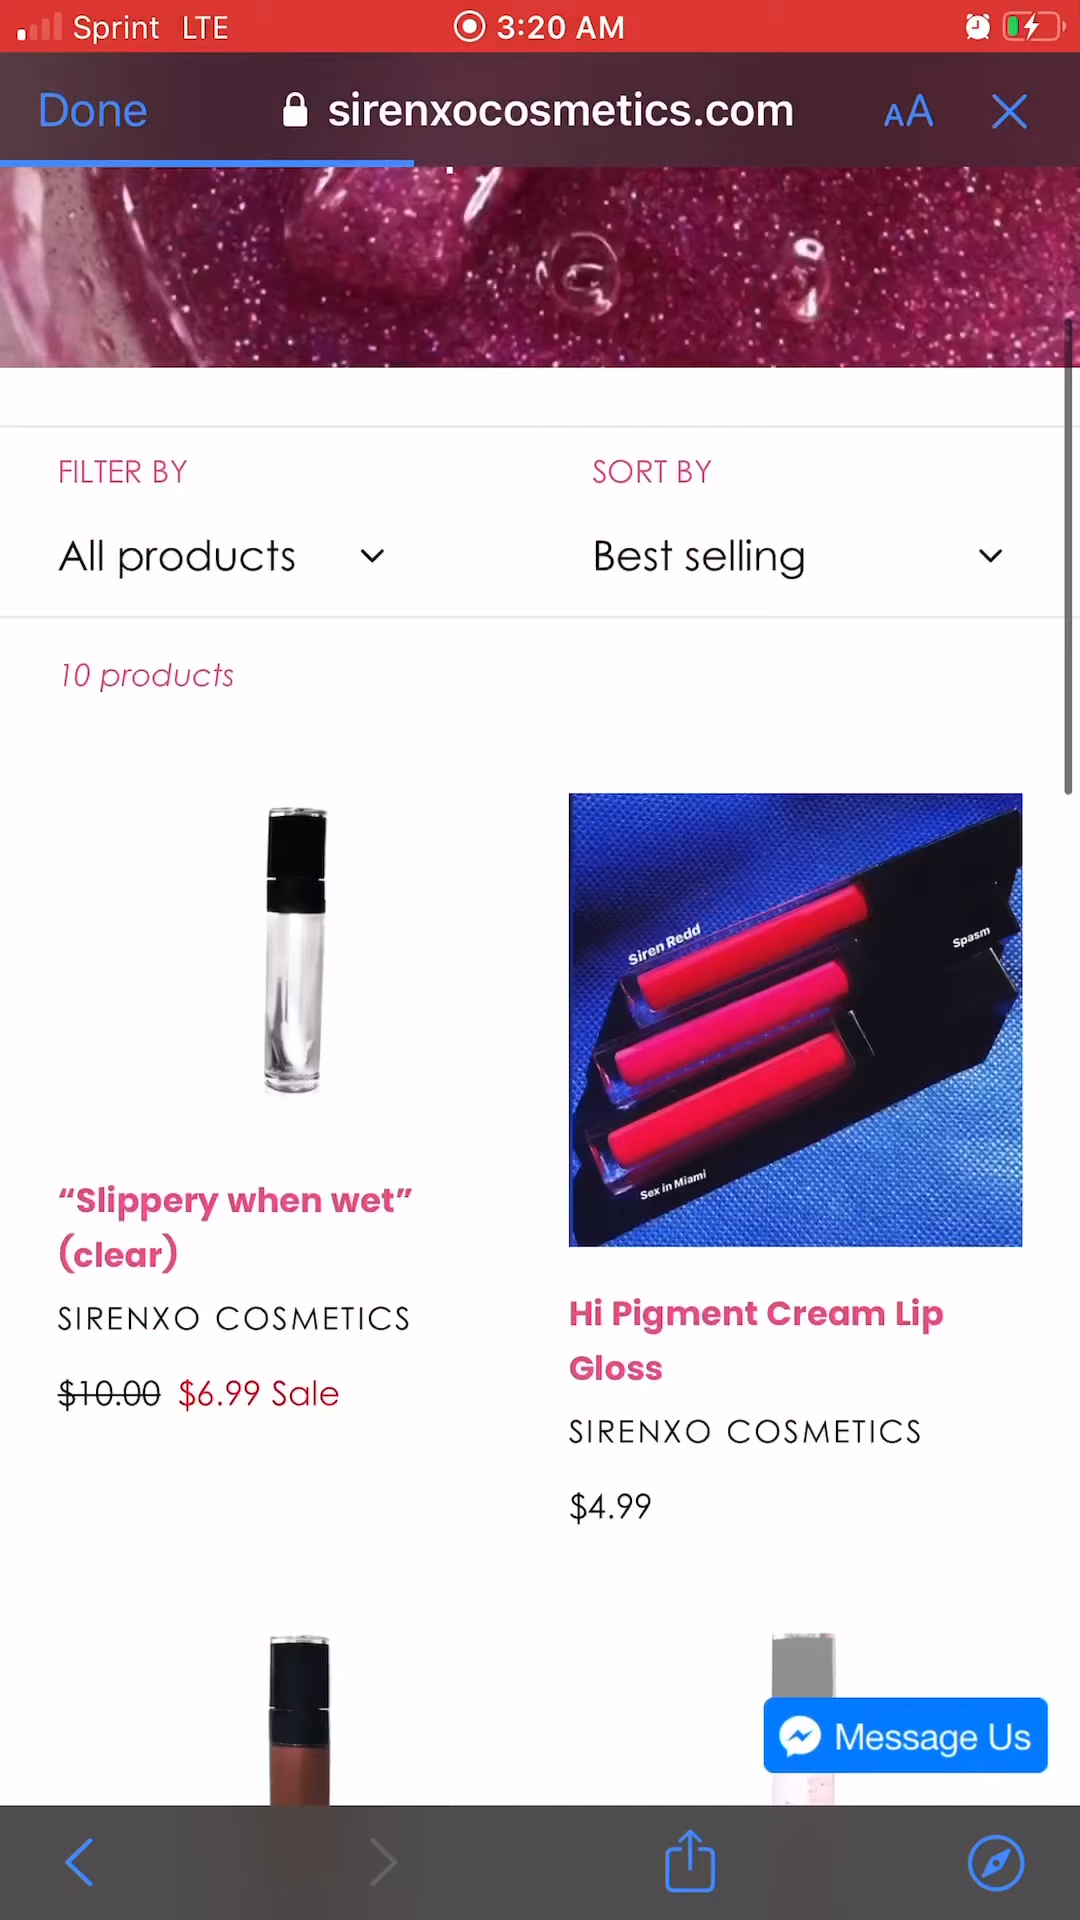 Sprint LTE 3:20 AM
Done sirenxocosmetics.com AA
FILTER BY
SORT BY
All products
Best selling
10 products
Siren Redd
Spasm
Sex in Miami
“Slippery when wet”
(clear)
SIRENXO COSMETICS
$10.00 $6.99 Sale
Hi Pigment Cream Lip
Gloss
SIRENXO COSMETICS
$4.99
Message Us